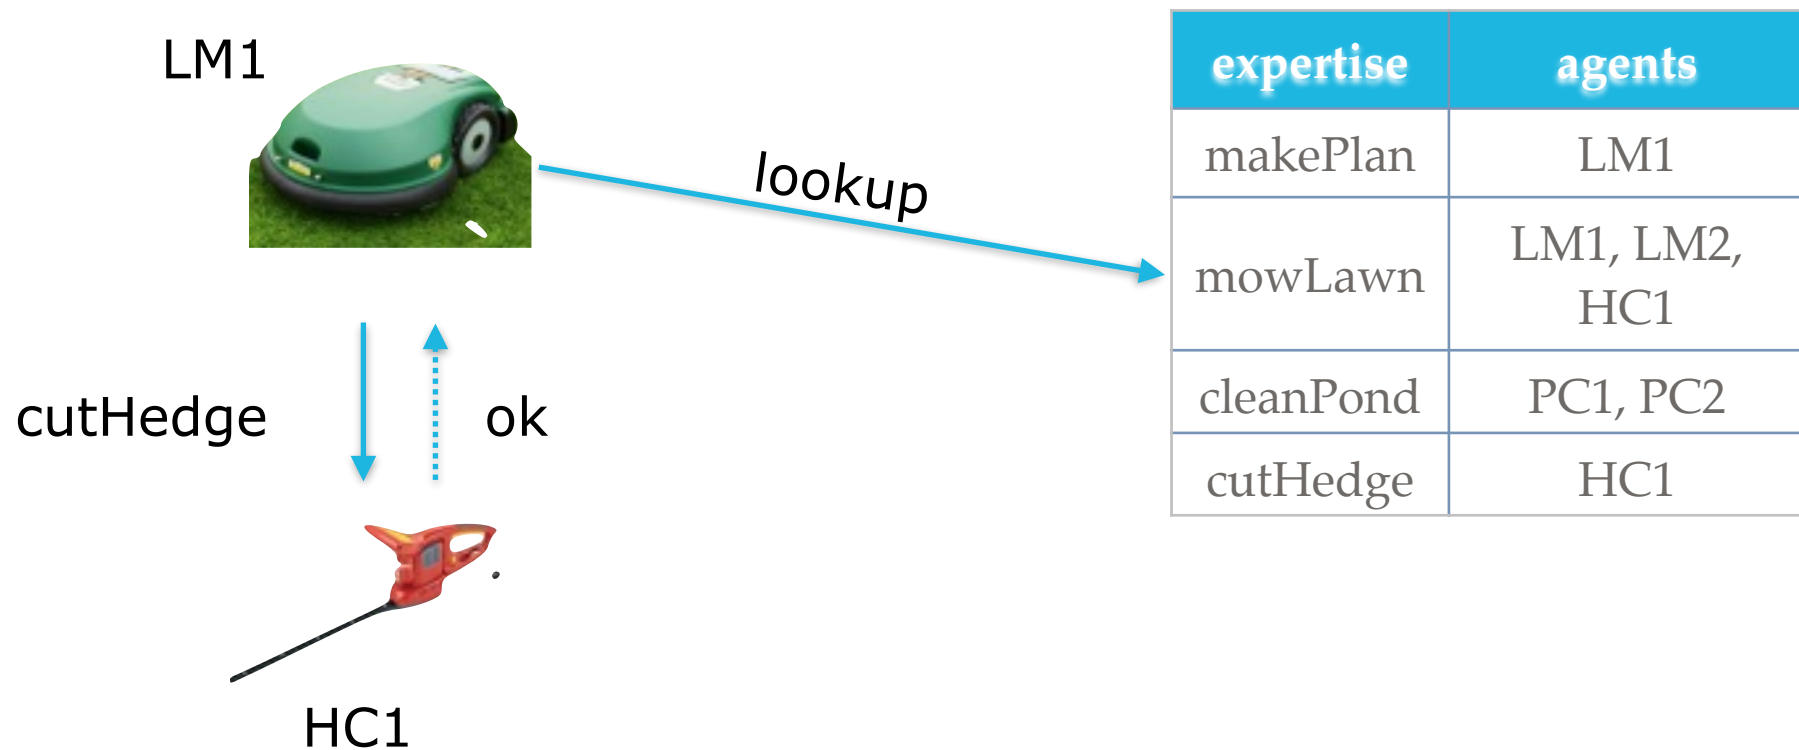 LM1
lookup
cutHedge
ok
HC1
expertise agents
makePlan LM1
mowLawn LM1, LM2,
HC1
cleanPond PC1, PC2
cutHedge HC1